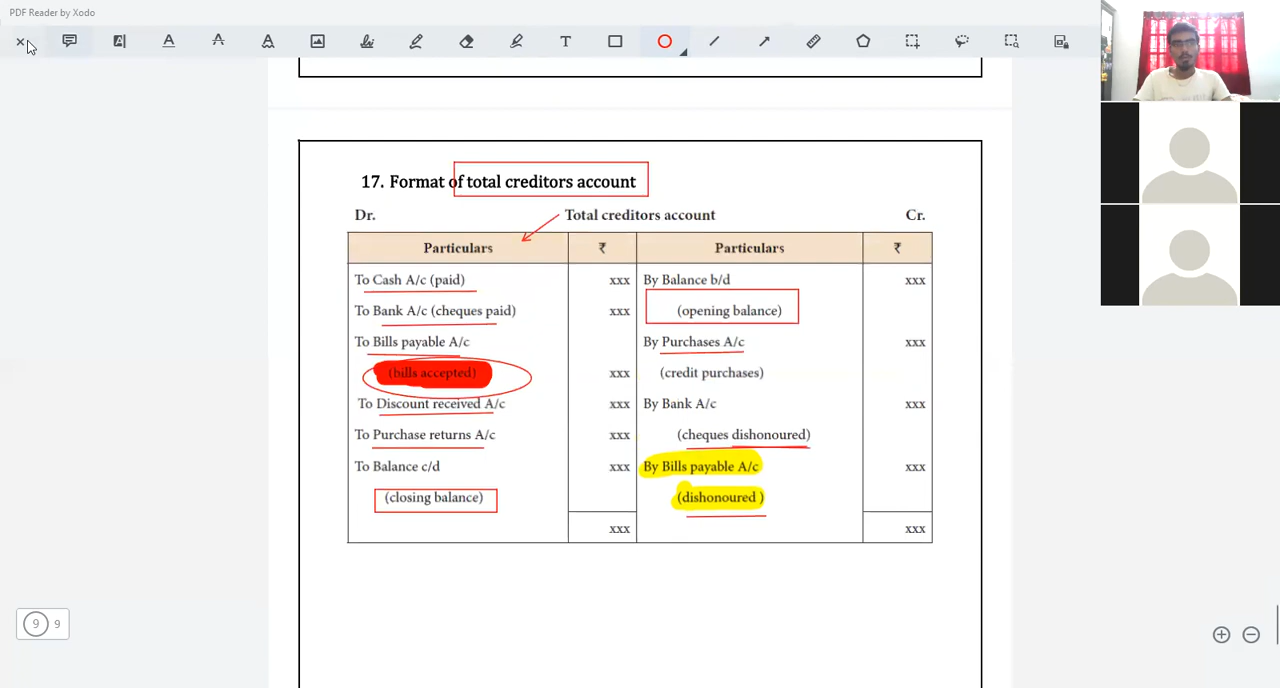 PDF Reader by Xodo
17. Format of total creditors account
Dr. Total creditors account Cr.
Particulars ₹ Particulars ₹
To Cash A/c (paid) xxx By Balance b/d xxx
To Bank A/c (cheques paid) xxx (opening balance)
To Bills payable A/c By Purchases A/c xxx
(bills accepted) xxx (credit purchases)
To Discount received A/c xxx By Bank A/c xxx
To Purchase returns A/c xxx (cheques dishonoured)
To Balance c/d xxx By Bills payable A/c xxx
(closing balance) (dishonoured )
xxx xxx
9 9